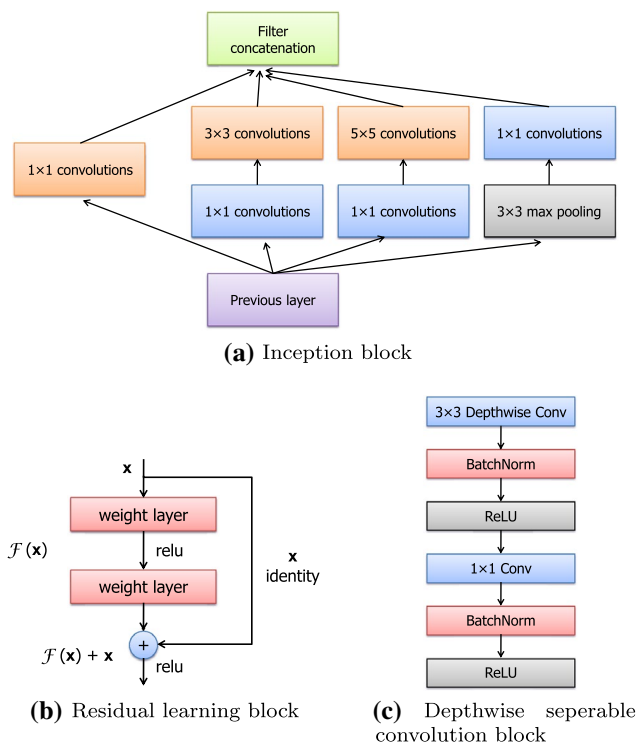 Filter
concatenation
3×3 convolutions
5×5 convolutions
1×1 convolutions
1×1 convolutions
1×1 convolutions
1×1 convolutions
3×3 max pooling
Previous layer
(a) Inception block
x
weight layer
F(x)
relu
weight layer
x
identity
+
F(x) + x
relu
(b) Residual learning block
3×3 Depthwise Conv
BatchNorm
ReLU
1×1 Conv
BatchNorm
ReLU
(c) Depthwise seperable
convolution block